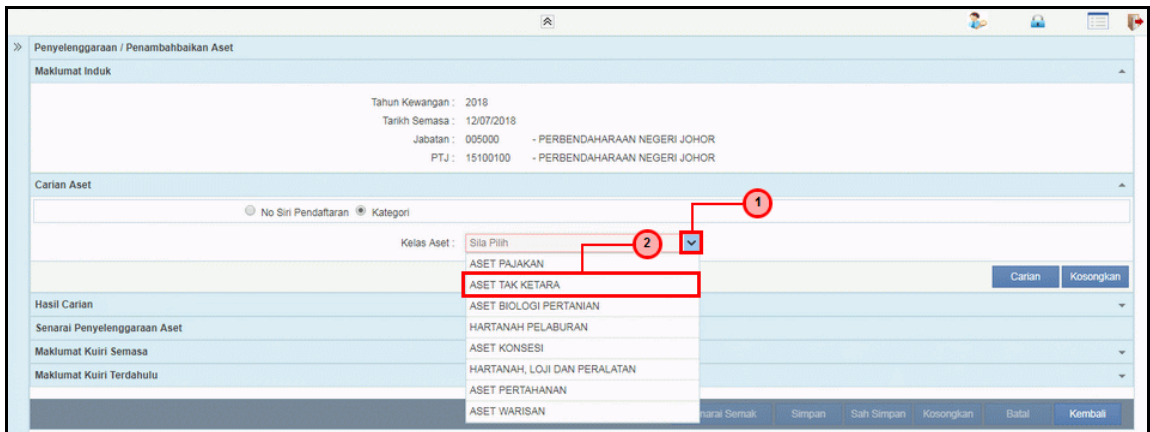 Penyelenggaraan / Penambahbaikan Aset
Maklumat Induk
Tahun Kewangan : 2018
Tarikh Semasa : 12/07/2018
Jabatan : 005000 - PERBENDAHARAAN NEGERI JOHOR
PTJ : 15100100 - PERBENDAHARAAN NEGERI JOHOR
Carian Aset
1
No Siri Pendaftaran Kategori
Kelas Aset : Sila Pilih 2
ASET PAJAKAN
Carian Kosongkan
ASET TAK KETARA
Hasil Carian ASET BIOLOGI PERTANIAN
Senarai Penyelenggaraan Aset HARTANAH PELABURAN
Maklumat Kuiri Semasa ASET KONSESI
Maklumat Kuiri Terdahulu HARTANAH, LOJI DAN PERALATAN
ASET PERTAHANAN
ASET WARISAN Semak Simpan Sah Simpan Kosongkan Batal Kembali